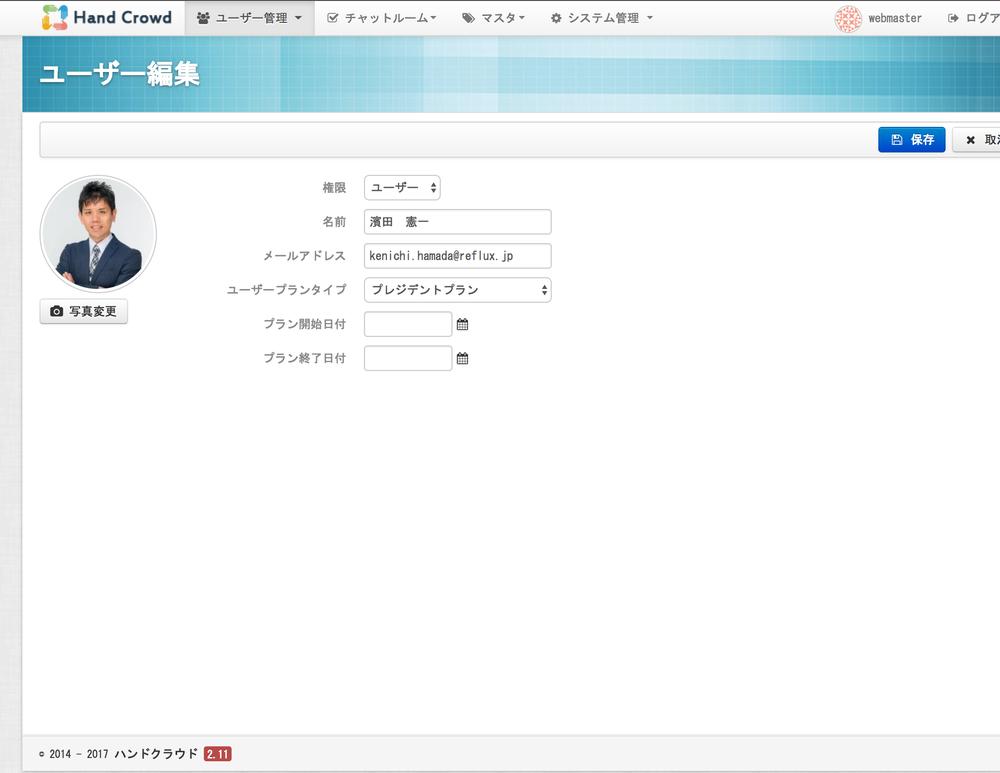 Hand Crowd ユーザー管理 チャットルーム マスタ システム管理 webmaster ログア
ユーザー編集
保存 取
権限 ユーザー
名前 濱田　憲一
メールアドレス kenichi.hamada@reflux.jp
ユーザープランタイプ プレジデントプラン
写真変更
プラン開始日付
プラン終了日付
© 2014 - 2017 ハンドクラウド 2.11